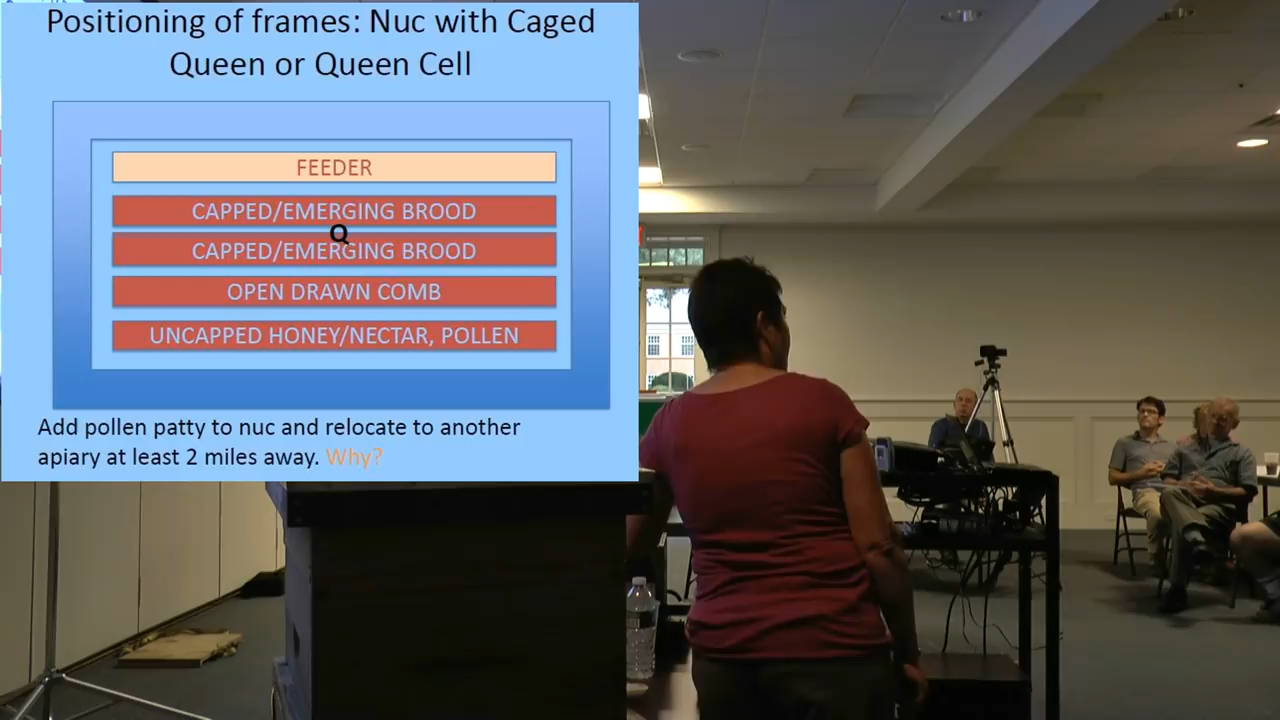 Positioning of frames: Nuc with Caged
Queen or Queen Cell
FEEDER
CAPPED/EMERGING BROOD
Q
CAPPED/EMERGING BROOD
OPEN DRAWN COMB
UNCAPPED HONEY/NECTAR, POLLEN
Add pollen patty to nuc and relocate to another
apiary at least 2 miles away. Why?